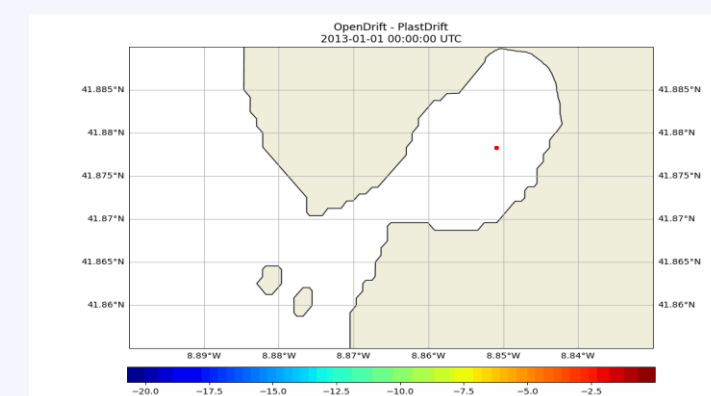 OpenDrift - PlastDrift
2013-01-01 00:00:00 UTC
41.885°N 41.885°N
41.88°N 41.88°N
41.875°N 41.875°N
41.87°N 41.87°N
41.865°N 41.865°N
41.86°N 41.86°N
8.89°W 8.88°W 8.87°W 8.86°W 8.85°W 8.84°W
−20.0 −17.5 −15.0 −12.5 −10.0 −7.5 −5.0 −2.5